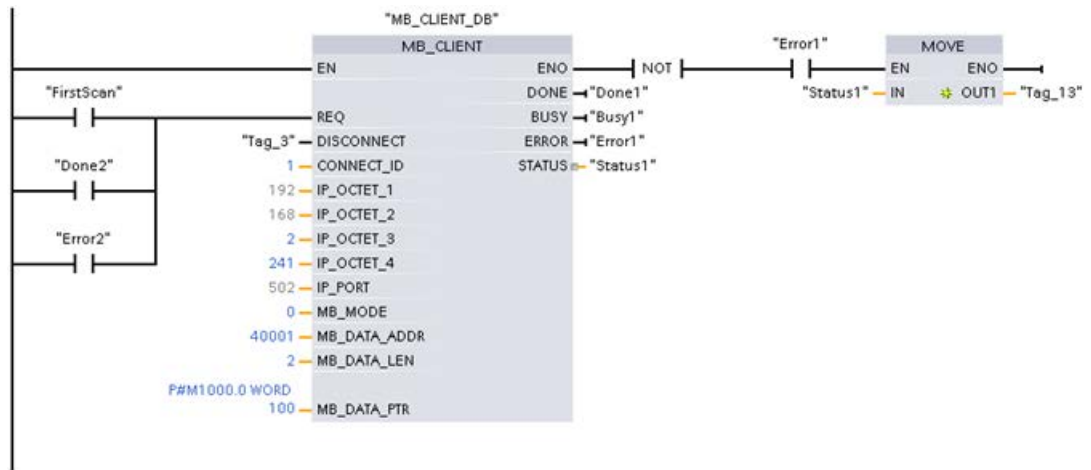 "MB_CLIENT_DB"
MB_CLIENT
"Error1"
MOVE
EN ENO NOT EN ENO
"FirstScan" DONE "Done1" "Status1" IN OUT1 "Tag_13"
REQ BUSY "Busy1"
"Tag_3" DISCONNECT ERROR "Error1"
"Done2" 1 CONNECT_ID STATUS "Status1"
192 IP_OCTET_1
168 IP_OCTET_2
"Error2" 2 IP_OCTET_3
241 IP_OCTET_4
502 IP_PORT
0 MB_MODE
40001 MB_DATA_ADDR
2 MB_DATA_LEN
P#M1000.0 WORD
100 MB_DATA_PTR